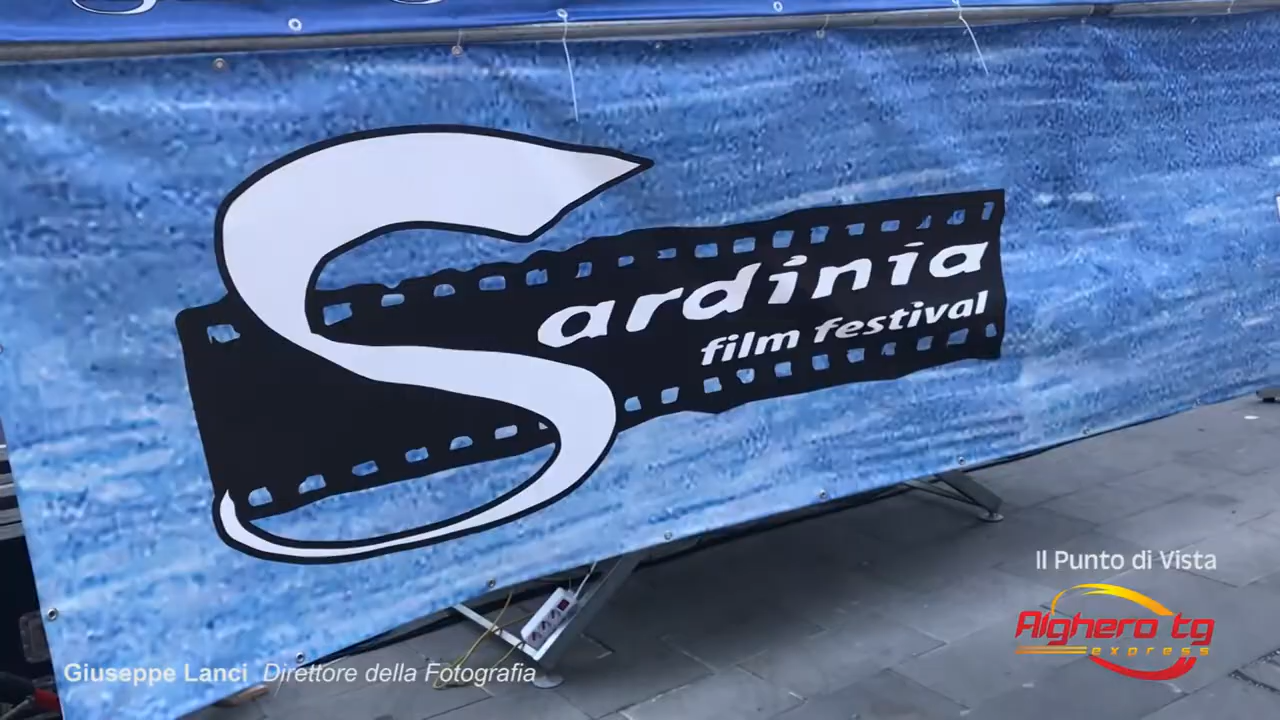 Sardinia
film festival
Il Punto di Vista
Alghero tg
express
Giuseppe Lanci Direttore della Fotografia